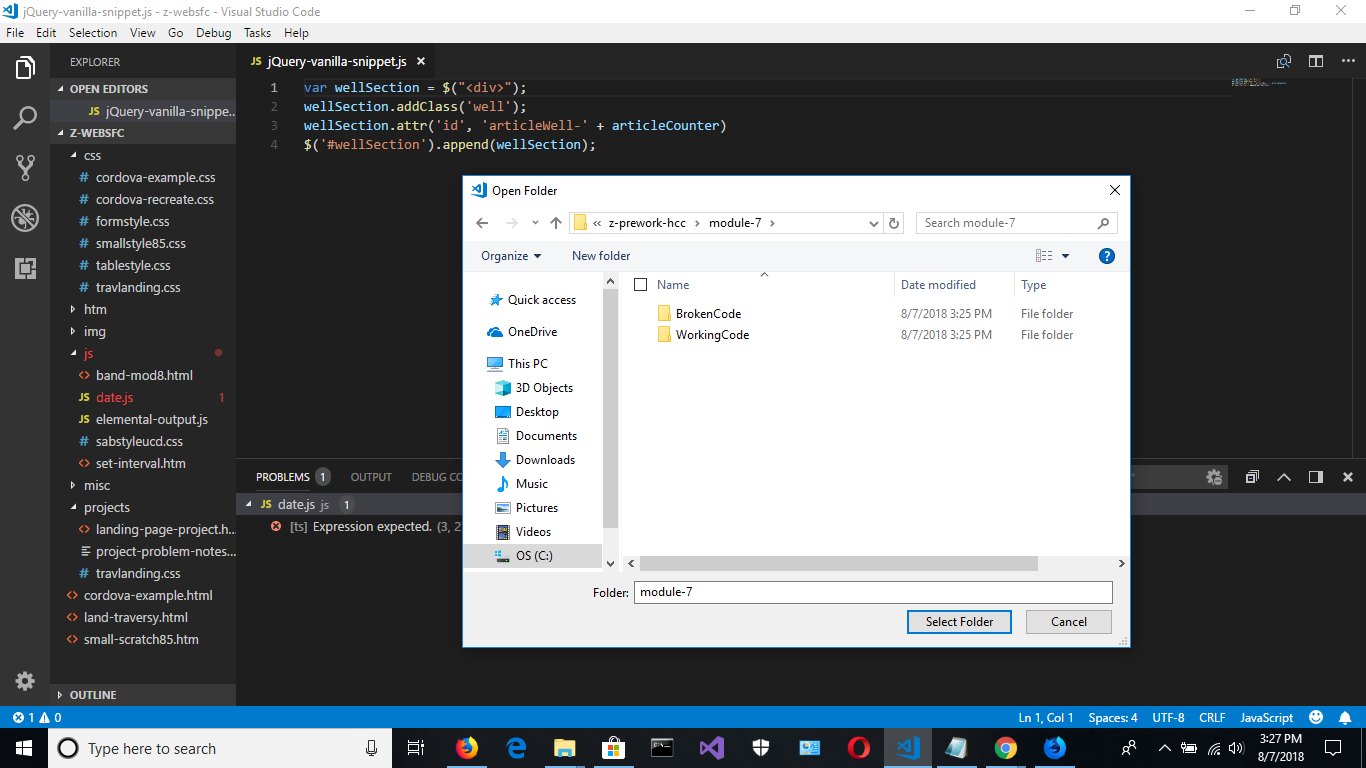 jQuery-vanilla-snippet.js - z-websfc - Visual Studio Code
File Edit Selection View Go Debug Tasks Help
EXPLORER
OPEN EDITORS
JS jQuery-vanilla-snippe...
Z-WEBSFC
css
# cordova-example.css
# cordova-recreate.css
# formstyle.css
# smallstyle85.css
# tablestyle.css
# travlanding.css
htm
img
js
<> band-mod8.html
JS date.js 1
JS elemental-output.js
# sabstyleucd.css
<> set-interval.htm
misc
projects
<> landing-page-project.h...
project-problem-notes...
# travlanding.css
<> cordova-example.html
<> land-traversy.html
<> small-scratch85.htm
OUTLINE
JS jQuery-vanilla-snippet.js ×
1 var wellSection = $("<div>");
2 wellSection.addClass('well');
3 wellSection.attr('id', 'articleWell-' + articleCounter)
4 $('#wellSection').append(wellSection);
PROBLEMS 1 OUTPUT DEBUG CO
JS date.js js 1
[ts] Expression expected. (3, 2
Open Folder
« z-prework-hcc › module-7 ›
Search module-7
Organize New folder
?
Quick access
OneDrive
This PC
3D Objects
Desktop
Documents
Downloads
Music
Pictures
Videos
OS (C:)
Name Date modified Type
BrokenCode 8/7/2018 3:25 PM File folder
WorkingCode 8/7/2018 3:25 PM File folder
Folder: module-7
Select Folder Cancel
1 0
Ln 1, Col 1 Spaces: 4 UTF-8 CRLF JavaScript
Type here to search
3:27 PM
8/7/2018